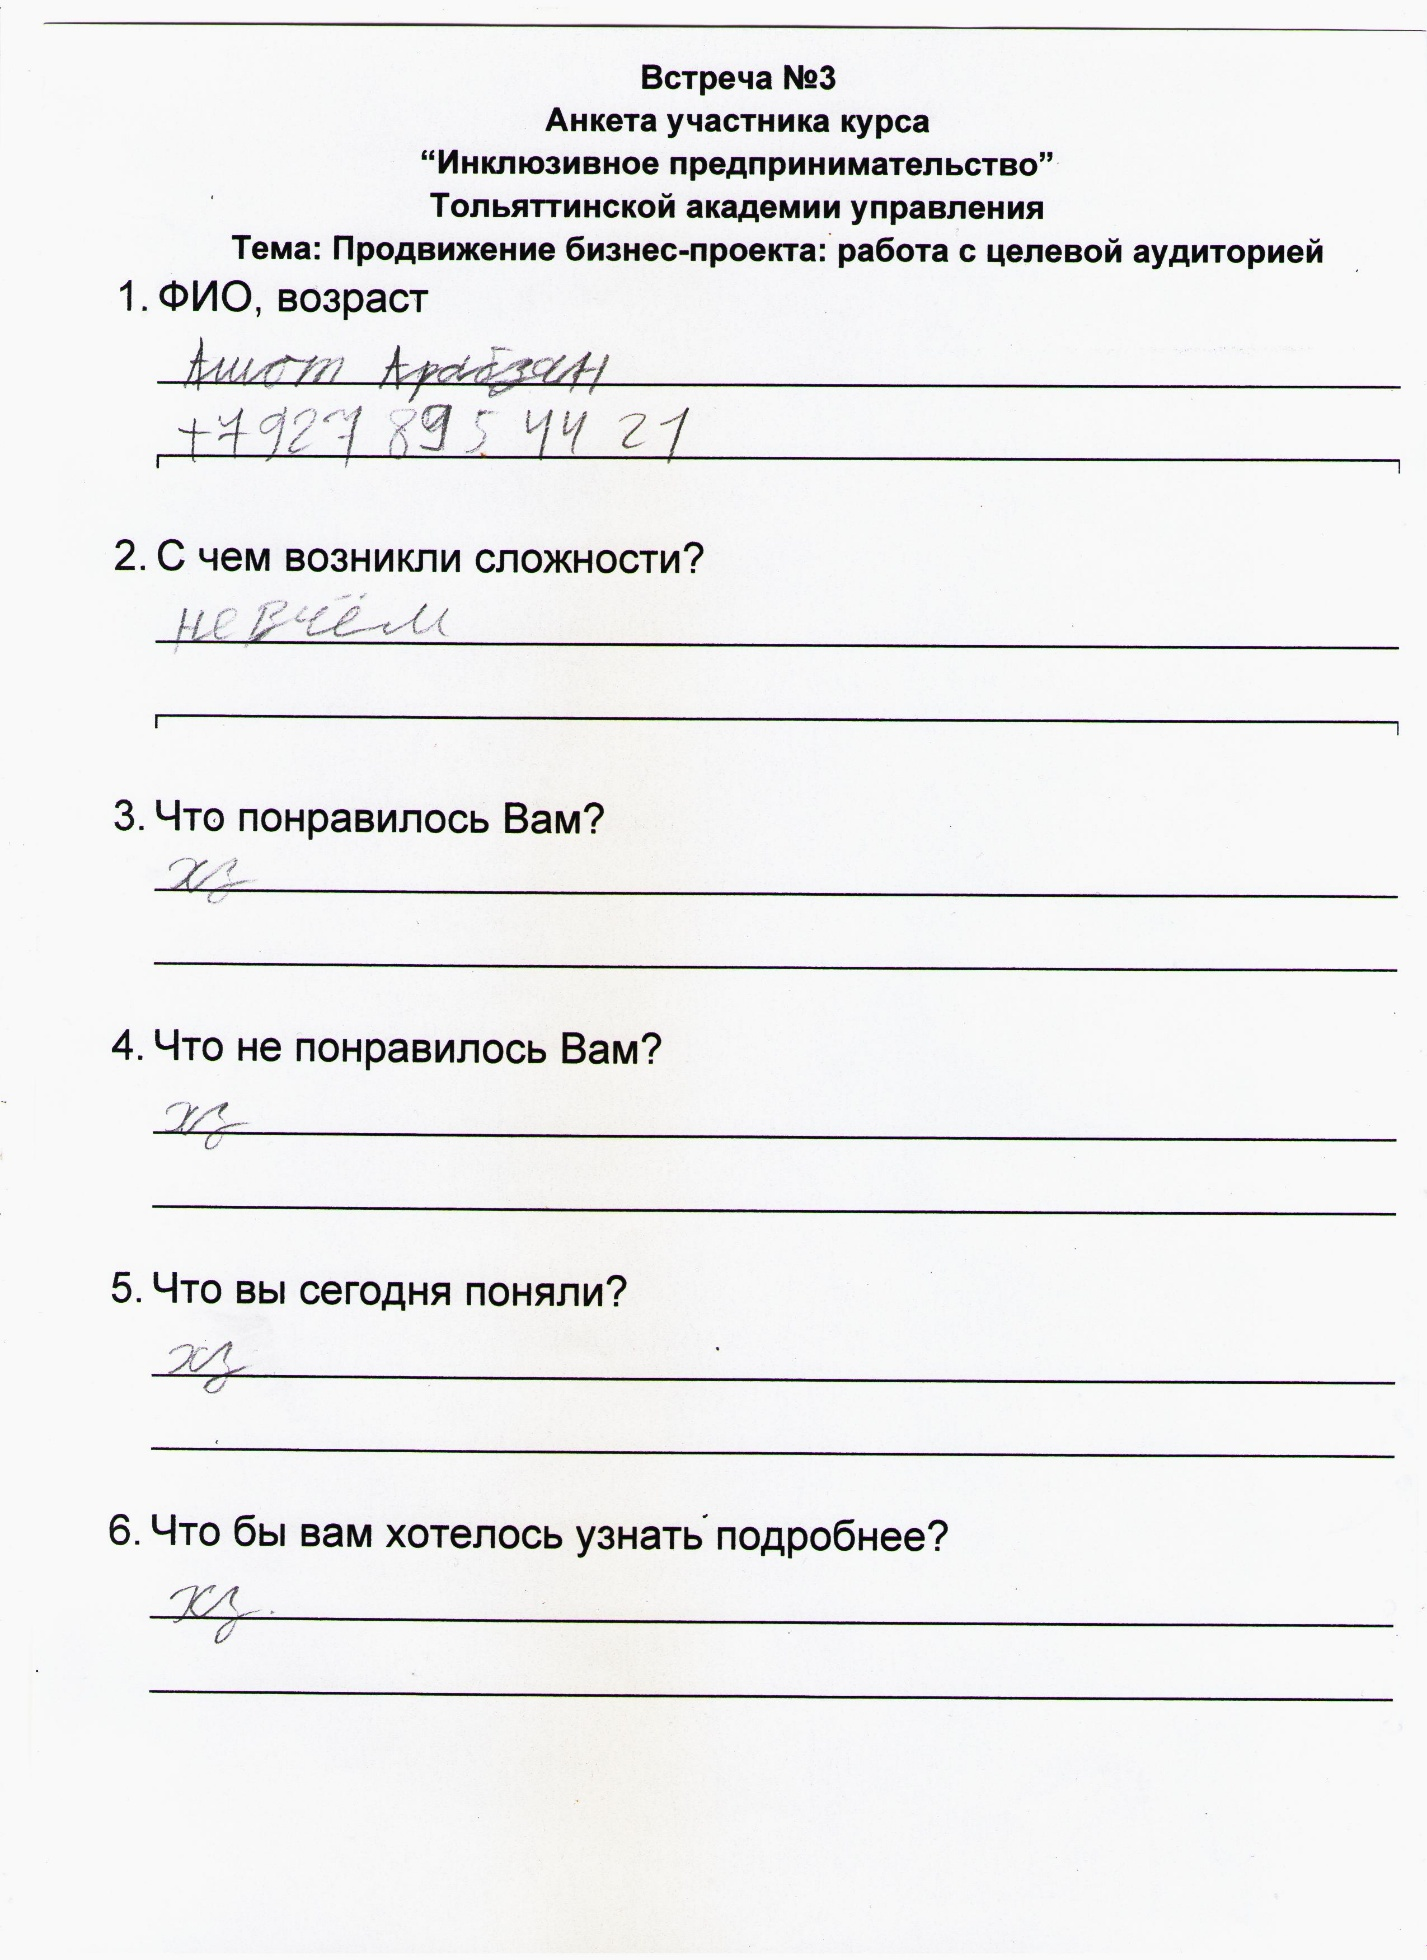 Встреча №3
Анкета участника курса
“Инклюзивное предпринимательство”
Тольяттинской академии управления
Тема: Продвижение бизнес-проекта: работа с целевой аудиторией
1. ФИО, возраст
Ашот
+7 927 895 44 21
2. С чем возникли сложности?
не в чём
3. Что понравилось Вам?
хз
4. Что не понравилось Вам?
хз
5. Что вы сегодня поняли?
хз
6. Что бы вам хотелось узнать подробнее?
хз.